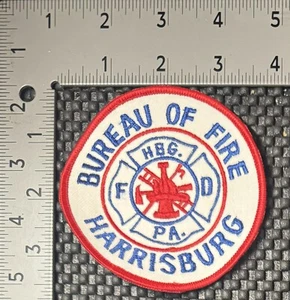 1 2 3 4
1 2 3 4 5
1 2 3 4 5
2 3
BUREAU OF FIRE
HBG.
F D
PA.
HARRISBURG